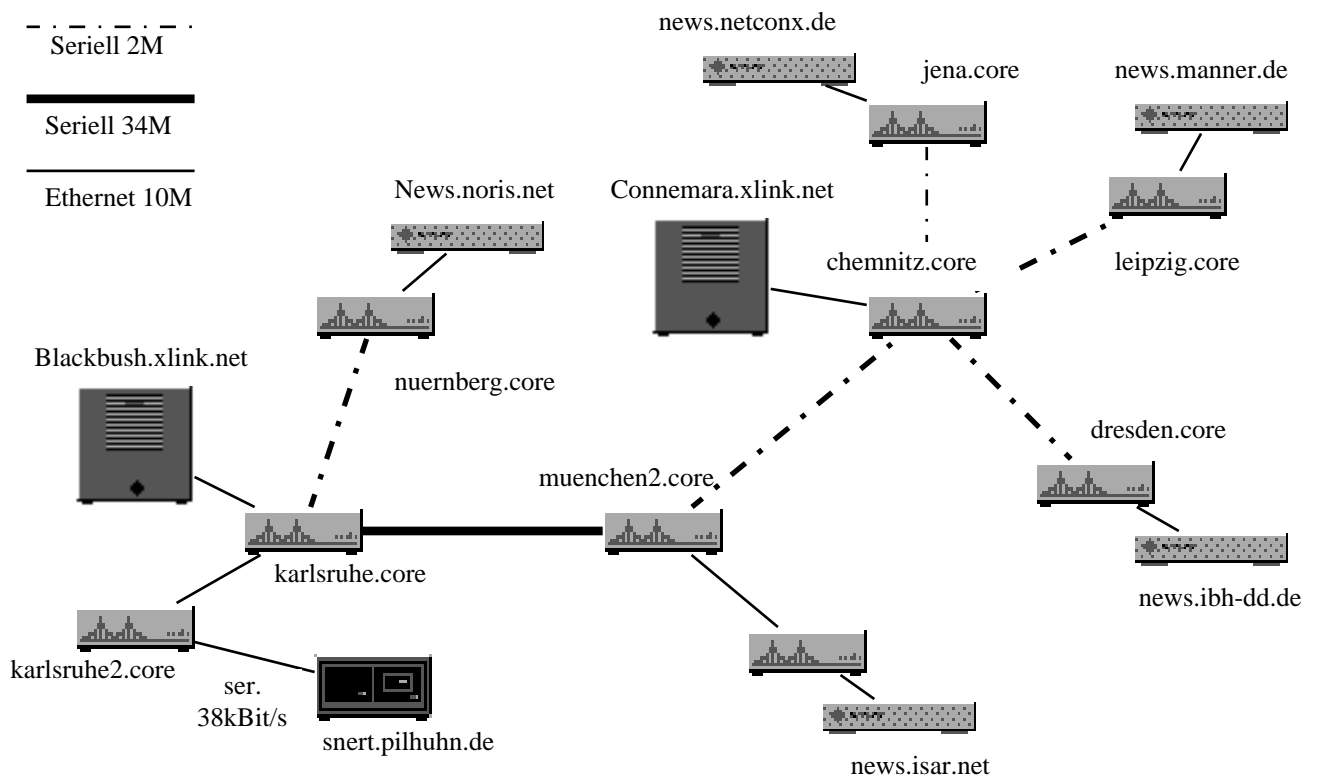 Seriell 2M
Seriell 34M
Ethernet 10M
news.netconx.de
jena.core
news.manner.de
News.noris.net
Connemara.xlink.net
chemnitz.core
leipzig.core
Blackbush.xlink.net
nuernberg.core
dresden.core
muenchen2.core
karlsruhe.core
news.ibh-dd.de
karlsruhe2.core
ser.
38kBit/s
snert.pilhuhn.de
news.isar.net